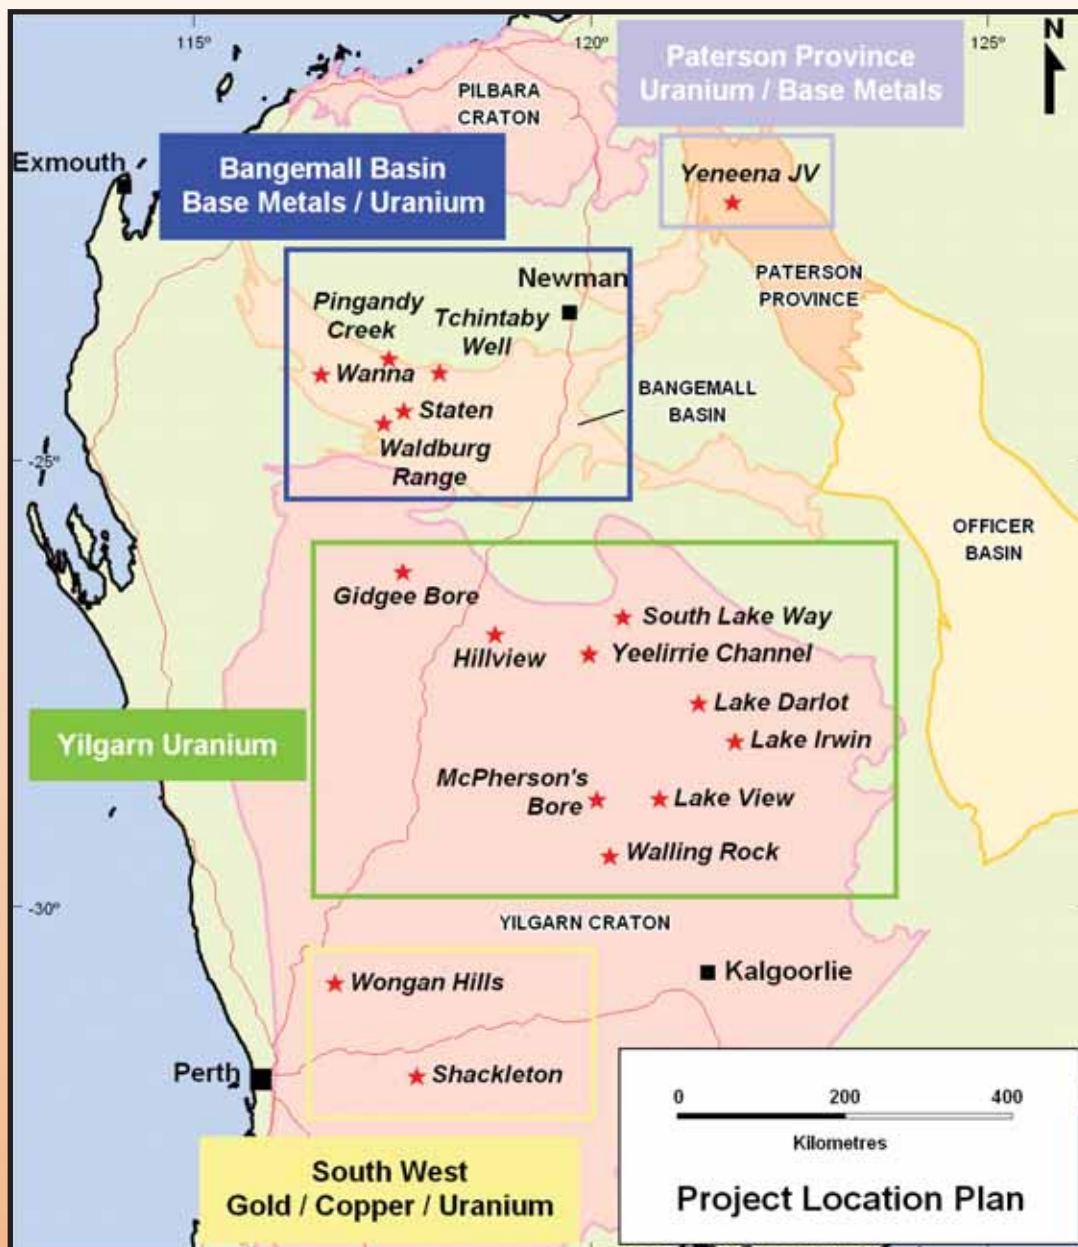 115°
120°
125°
N
Paterson Province
Uranium / Base Metals
PILBARA
CRATON
Exmouth
Bangemall Basin
Base Metals / Uranium
Yeneena JV
PATERSON
PROVINCE
Newman
Pingandy
Creek
Tchintaby
Well
Wanna
Staten
Waldburg
Range
BANGEMALL
BASIN
-25°
OFFICER
BASIN
Gidgee Bore
South Lake Way
Hillview
Yeelirrie Channel
Lake Darlot
Lake Irwin
Yilgarn Uranium
McPherson's
Bore
Lake View
Walling Rock
-30°
YILGARN CRATON
Wongan Hills
Kalgoorlie
Perth
Shackleton
0 200 400
Kilometres
Project Location Plan
South West
Gold / Copper / Uranium